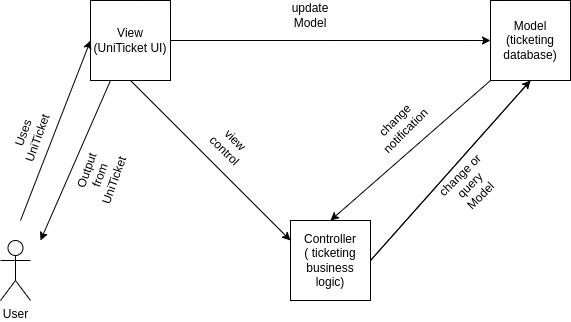 update
Model
View
(UniTicket UI)
Model
(ticketing
database)
Uses
UniTicket
Output
from
UniTicket
view
control
change
notification
change or
query
Model
Controller
( ticketing
business
logic)
User